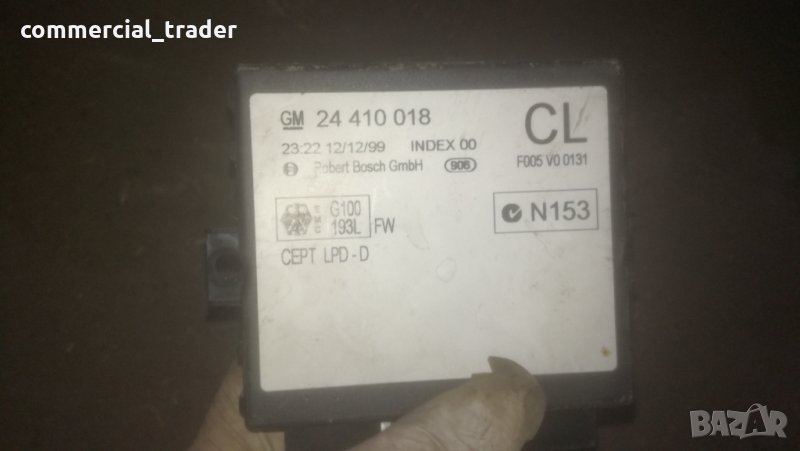 commercial_trader
GM 24 410 018
CL
23:22 12/12/99 INDEX 00
Robert Bosch GmbH 906
F005 V0 0131
G100
193L FW
N153
CEPT LPD - D
BAZAR